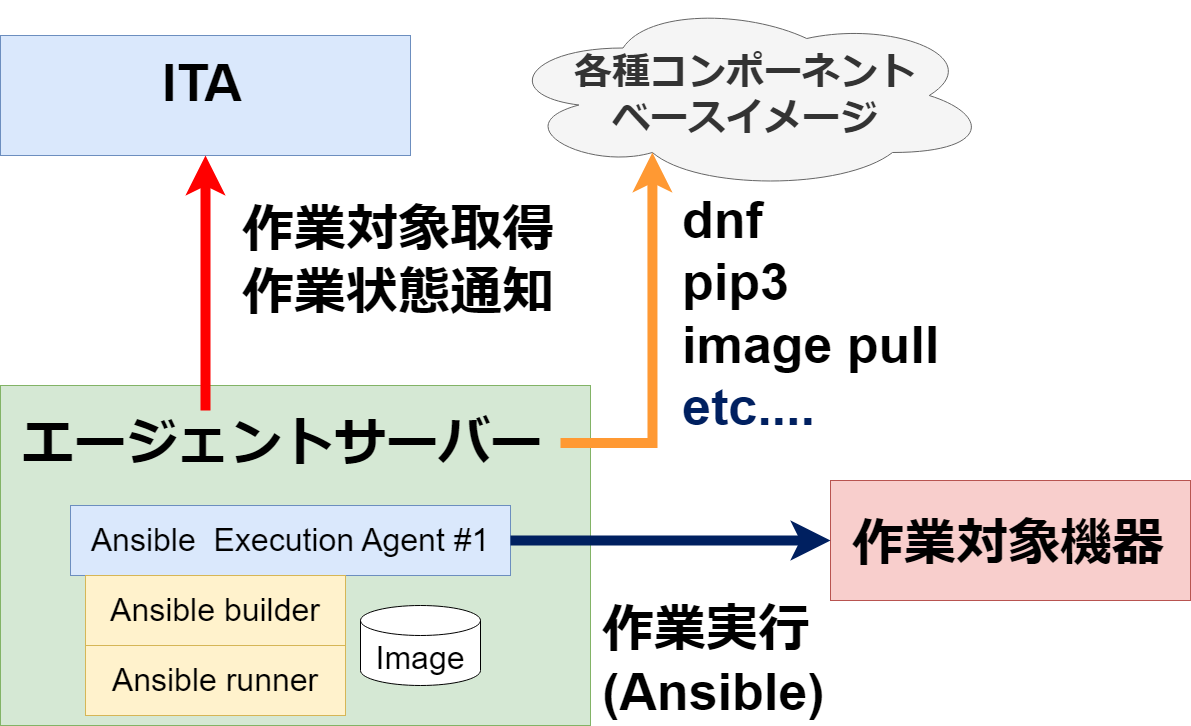 ITA
各種コンポーネント
ベースイメージ
作業対象取得
作業状態通知
dnf
pip3
image pull
etc....
エージェントサーバー
Ansible Execution Agent #1
Ansible builder
Ansible runner
Image
作業対象機器
作業実行
(Ansible)